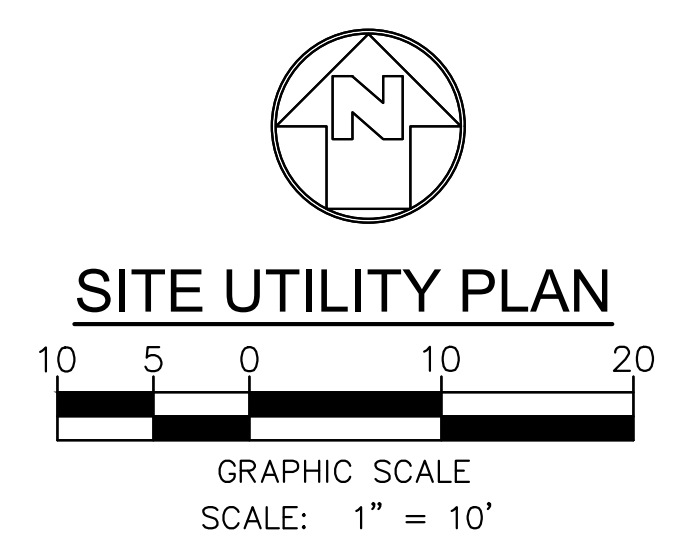 N
SITE UTILITY PLAN
10 5 0 10 20
GRAPHIC SCALE
SCALE: 1" = 10'